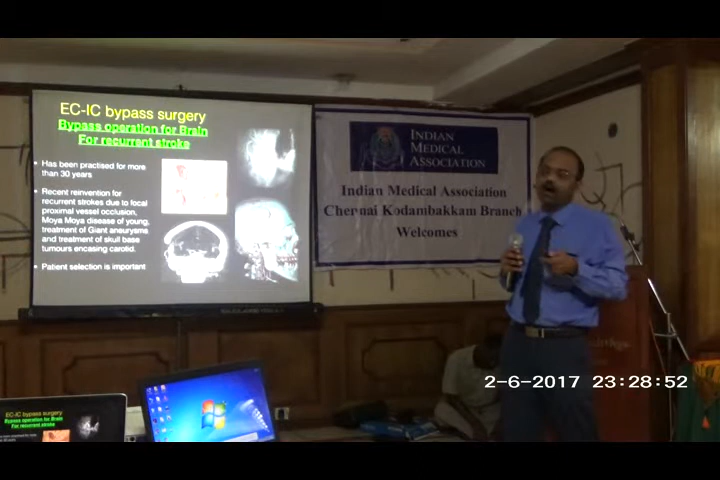 EC-IC bypass surgery
Bypass operation for Brain
For recurrent stroke
• Has been practised for more
than 30 years
• Recent reinvention for
recurrent strokes due to focal
proximal vessel occlusion,
Moya Moya disease of young,
treatment of Giant aneurysms
and treatment of skull base
tumours encasing carotid.
• Patient selection is important
INDIAN
MEDICAL
ASSOCIATION
Indian Medical Association
Chennai Kodambakkam Branch
Welcomes
2-6-2017 23:28:52
EC-IC bypass surgery
Bypass operation for Brain
For recurrent stroke